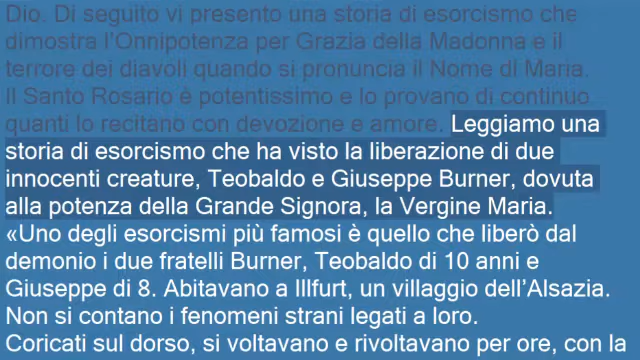 Dio. Di seguito vi presento una storia di esorcismo che
dimostra l'Onnipotenza per Grazia della Madonna e il
terrore dei diavoli quando si pronuncia il Nome di Maria.
Il Santo Rosario è potentissimo e lo provano di continuo
quanti lo recitano con devozione e amore. Leggiamo una
storia di esorcismo che ha visto la liberazione di due
innocenti creature, Teobaldo e Giuseppe Burner, dovuta
alla potenza della Grande Signora, la Vergine Maria.
«Uno degli esorcismi più famosi è quello che liberò dal
demonio i due fratelli Burner, Teobaldo di 10 anni e
Giuseppe di 8. Abitavano a Illfurt, un villaggio dell'Alsazia.
Non si contano i fenomeni strani legati a loro.
Coricati sul dorso, si voltavano e rivoltavano per ore, con la